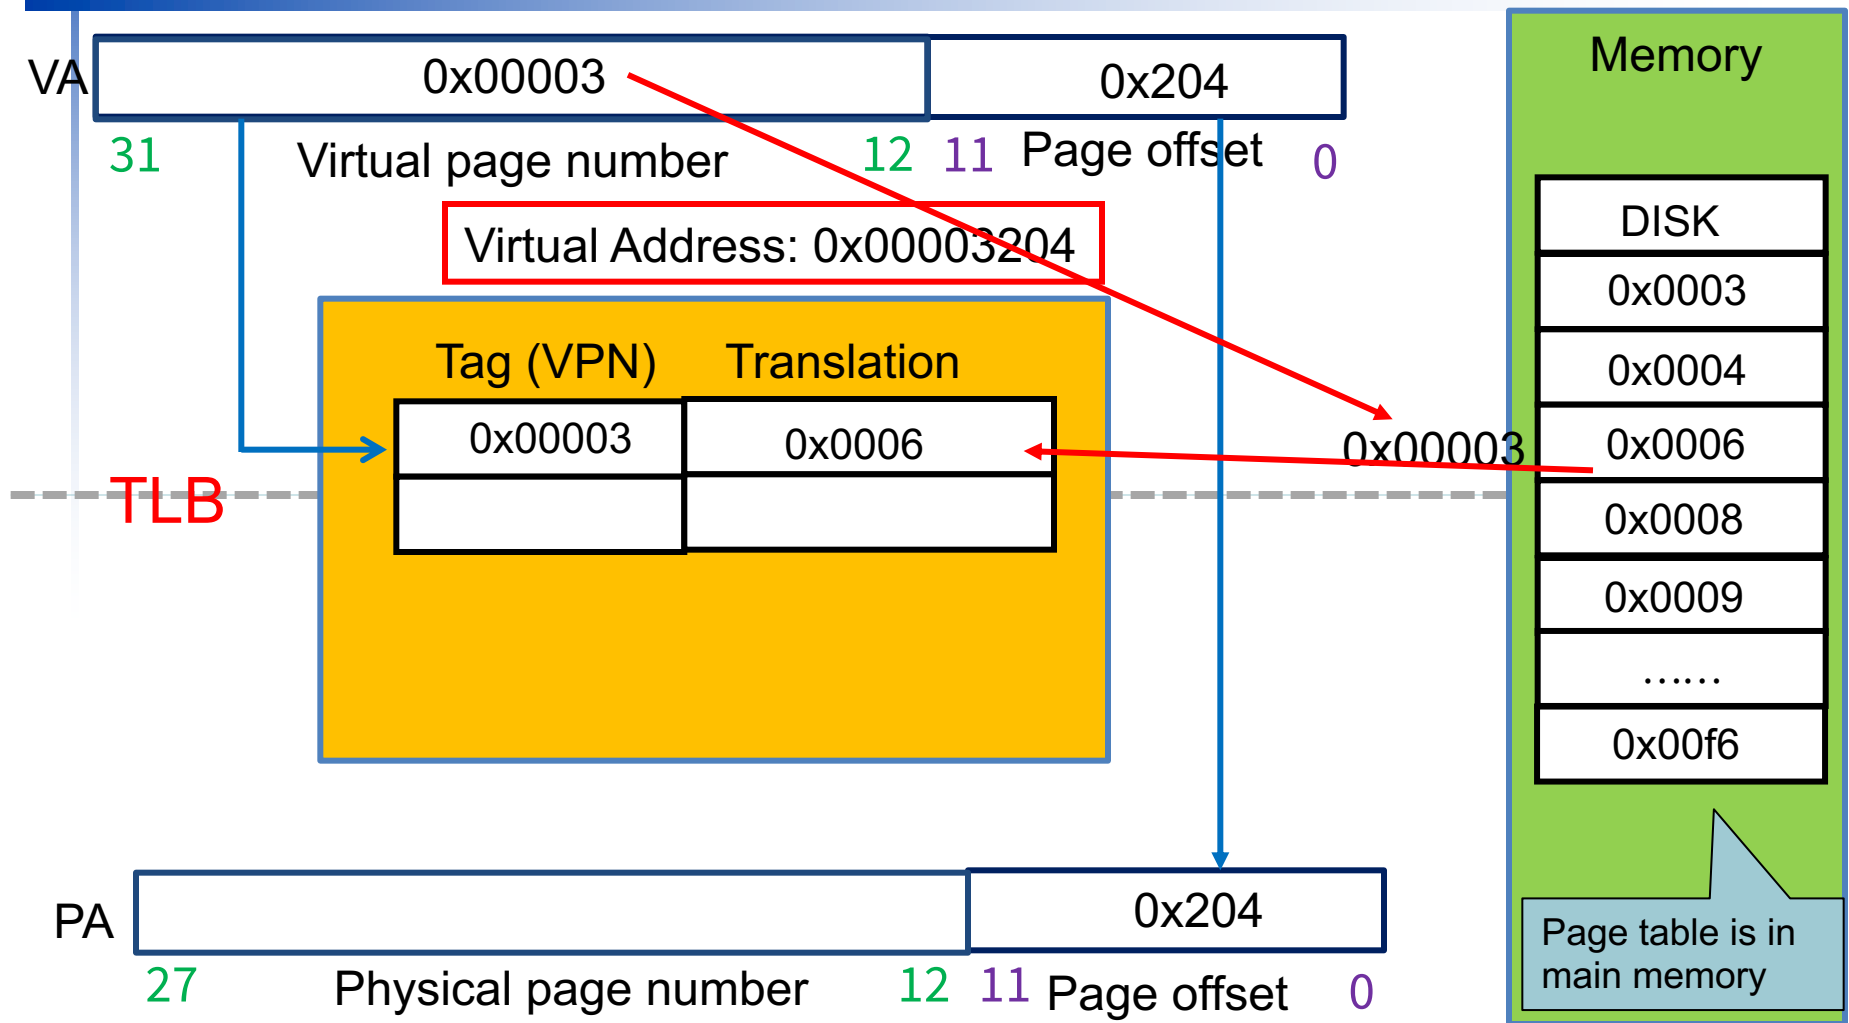 VA
0x00003
0x204
31
Virtual page number
12
11
Page offset
0
Virtual Address: 0x00003204
Tag (VPN)
Translation
0x00003
0x0006
TLB
0x00003
Memory
DISK
0x0003
0x0004
0x0006
0x0008
0x0009
……
0x00f6
Page table is in
main memory
PA
0x204
27
Physical page number
12
11
Page offset
0